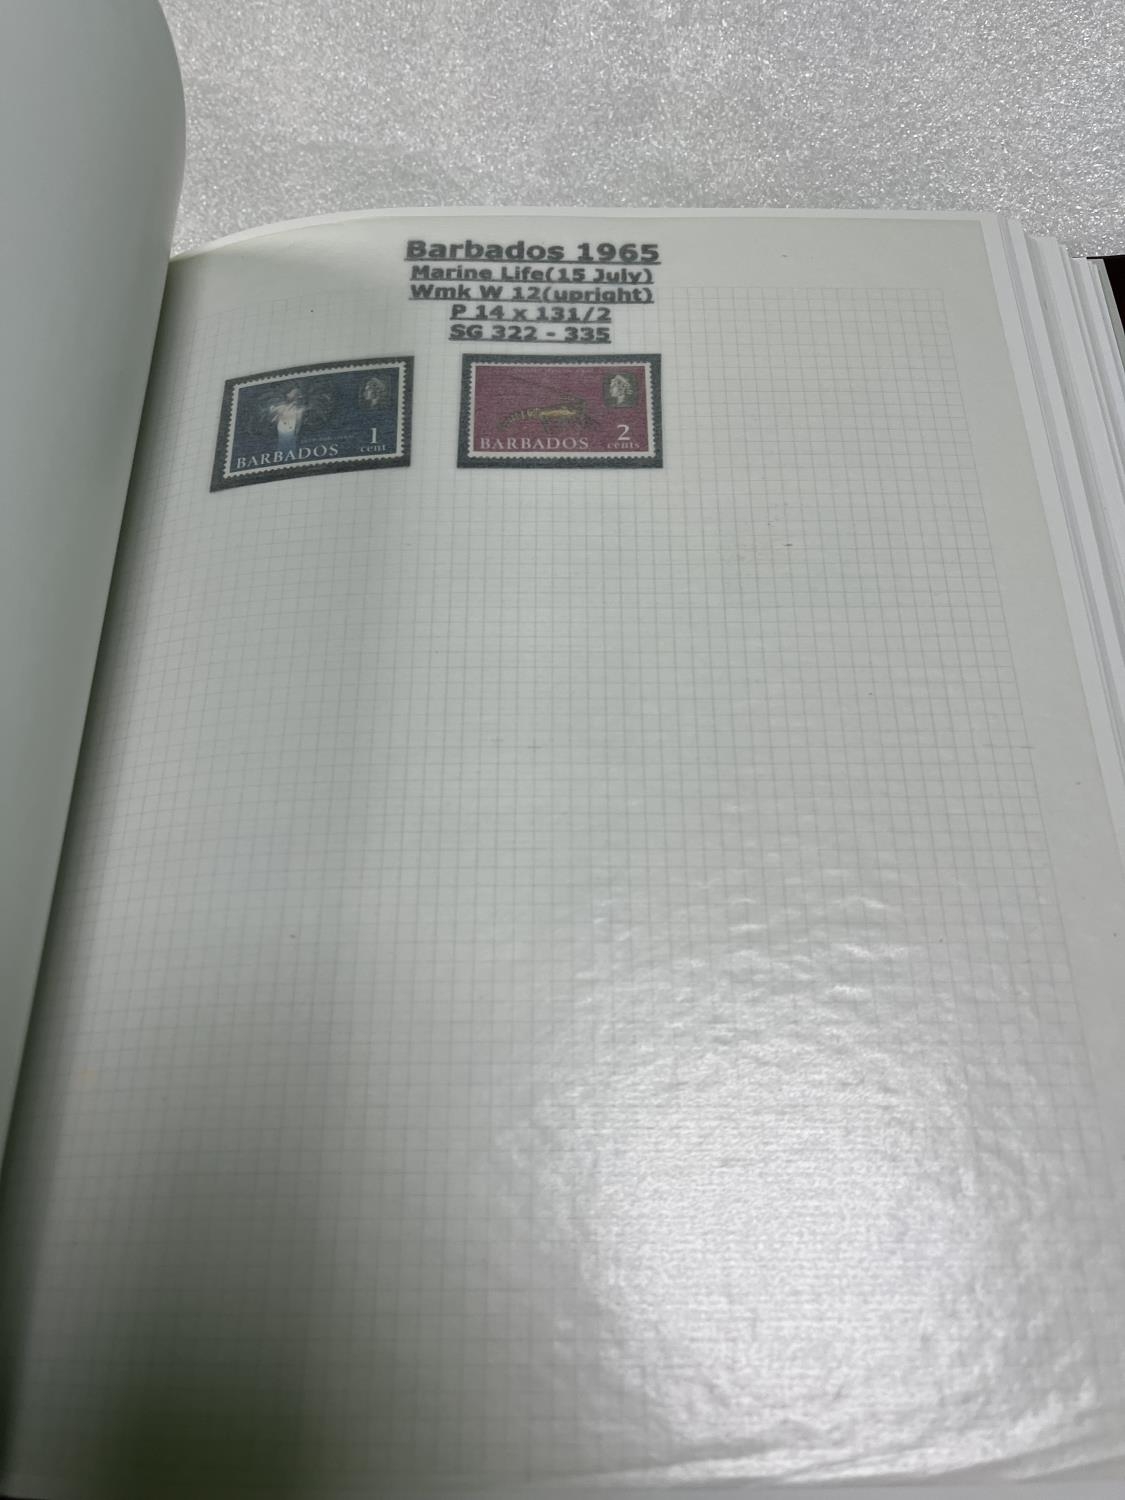 Barbados 1965
Marine Life(15 July)
Wmk W 12(upright)
P 14 x 131/2
SG 322 - 335
1
cent
BARBADOS
2
cents
BARBADOS